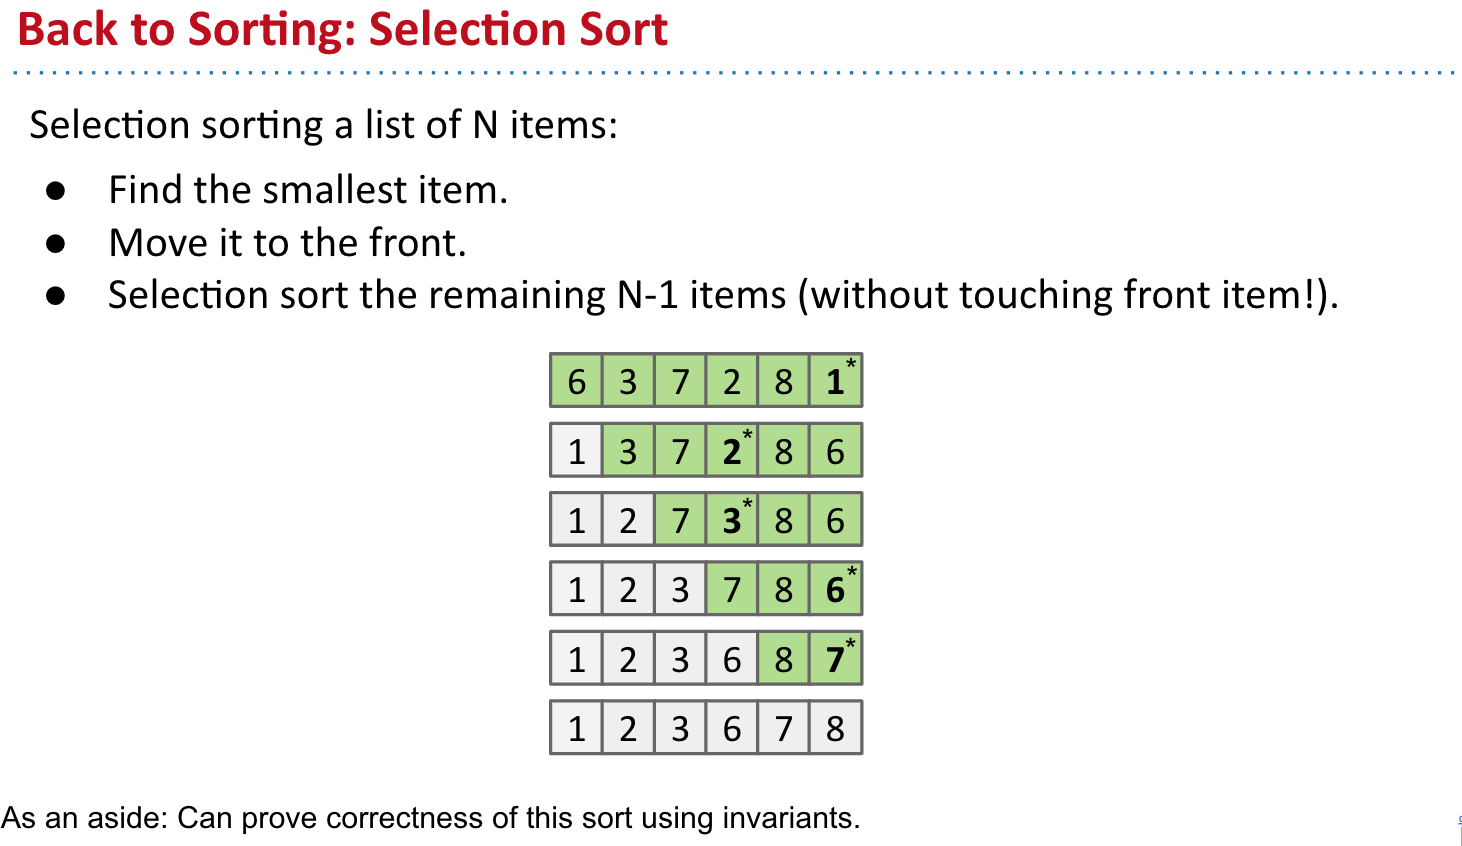 Back to Sorting: Selection Sort
Selection sorting a list of N items:
● Find the smallest item.
● Move it to the front.
● Selection sort the remaining N-1 items (without touching front item!).
6 3 7 2 8 1*
1 3 7 2* 8 6
1 2 7 3* 8 6
1 2 3 7 8 6*
1 2 3 6 8 7*
1 2 3 6 7 8
As an aside: Can prove correctness of this sort using invariants.